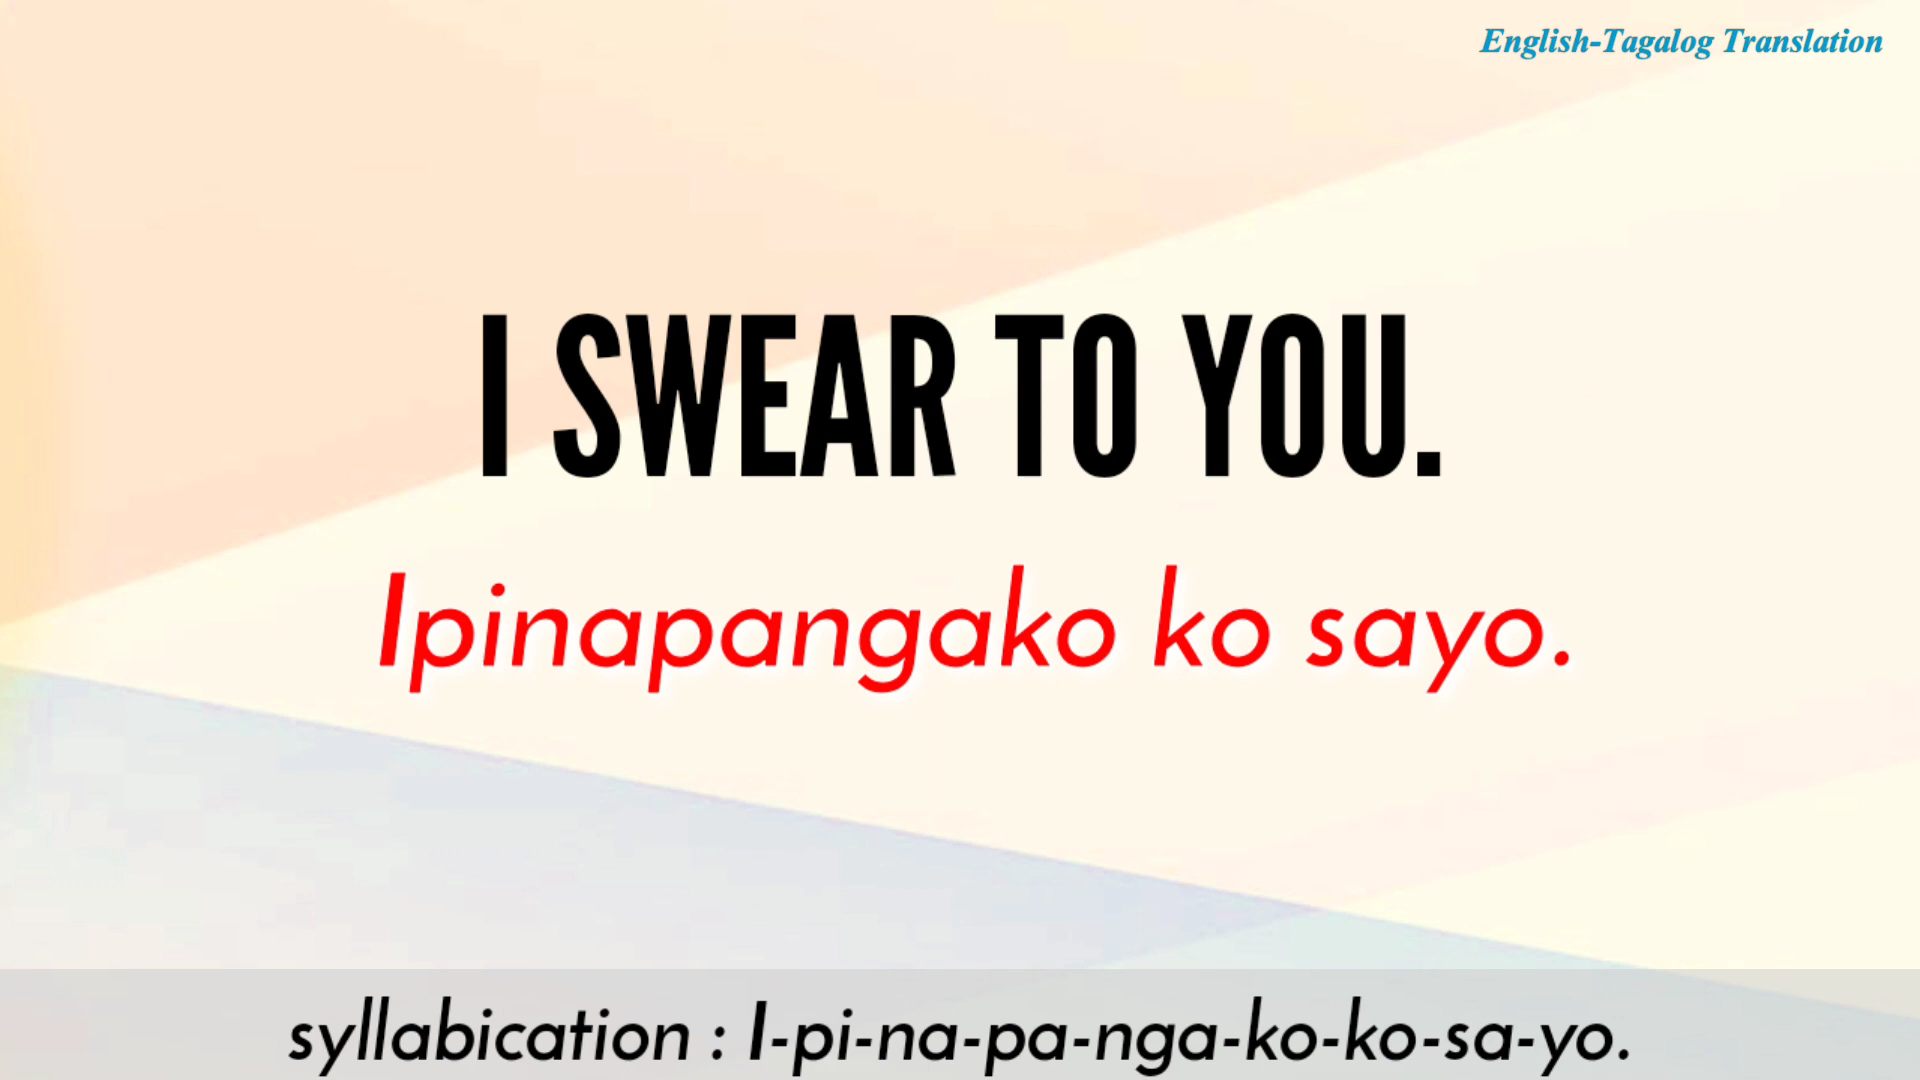 English-Tagalog Translation
I SWEAR TO YOU.
Ipinapangako ko sayo.
syllabication : I-pi-na-pa-nga-ko-ko-sa-yo.